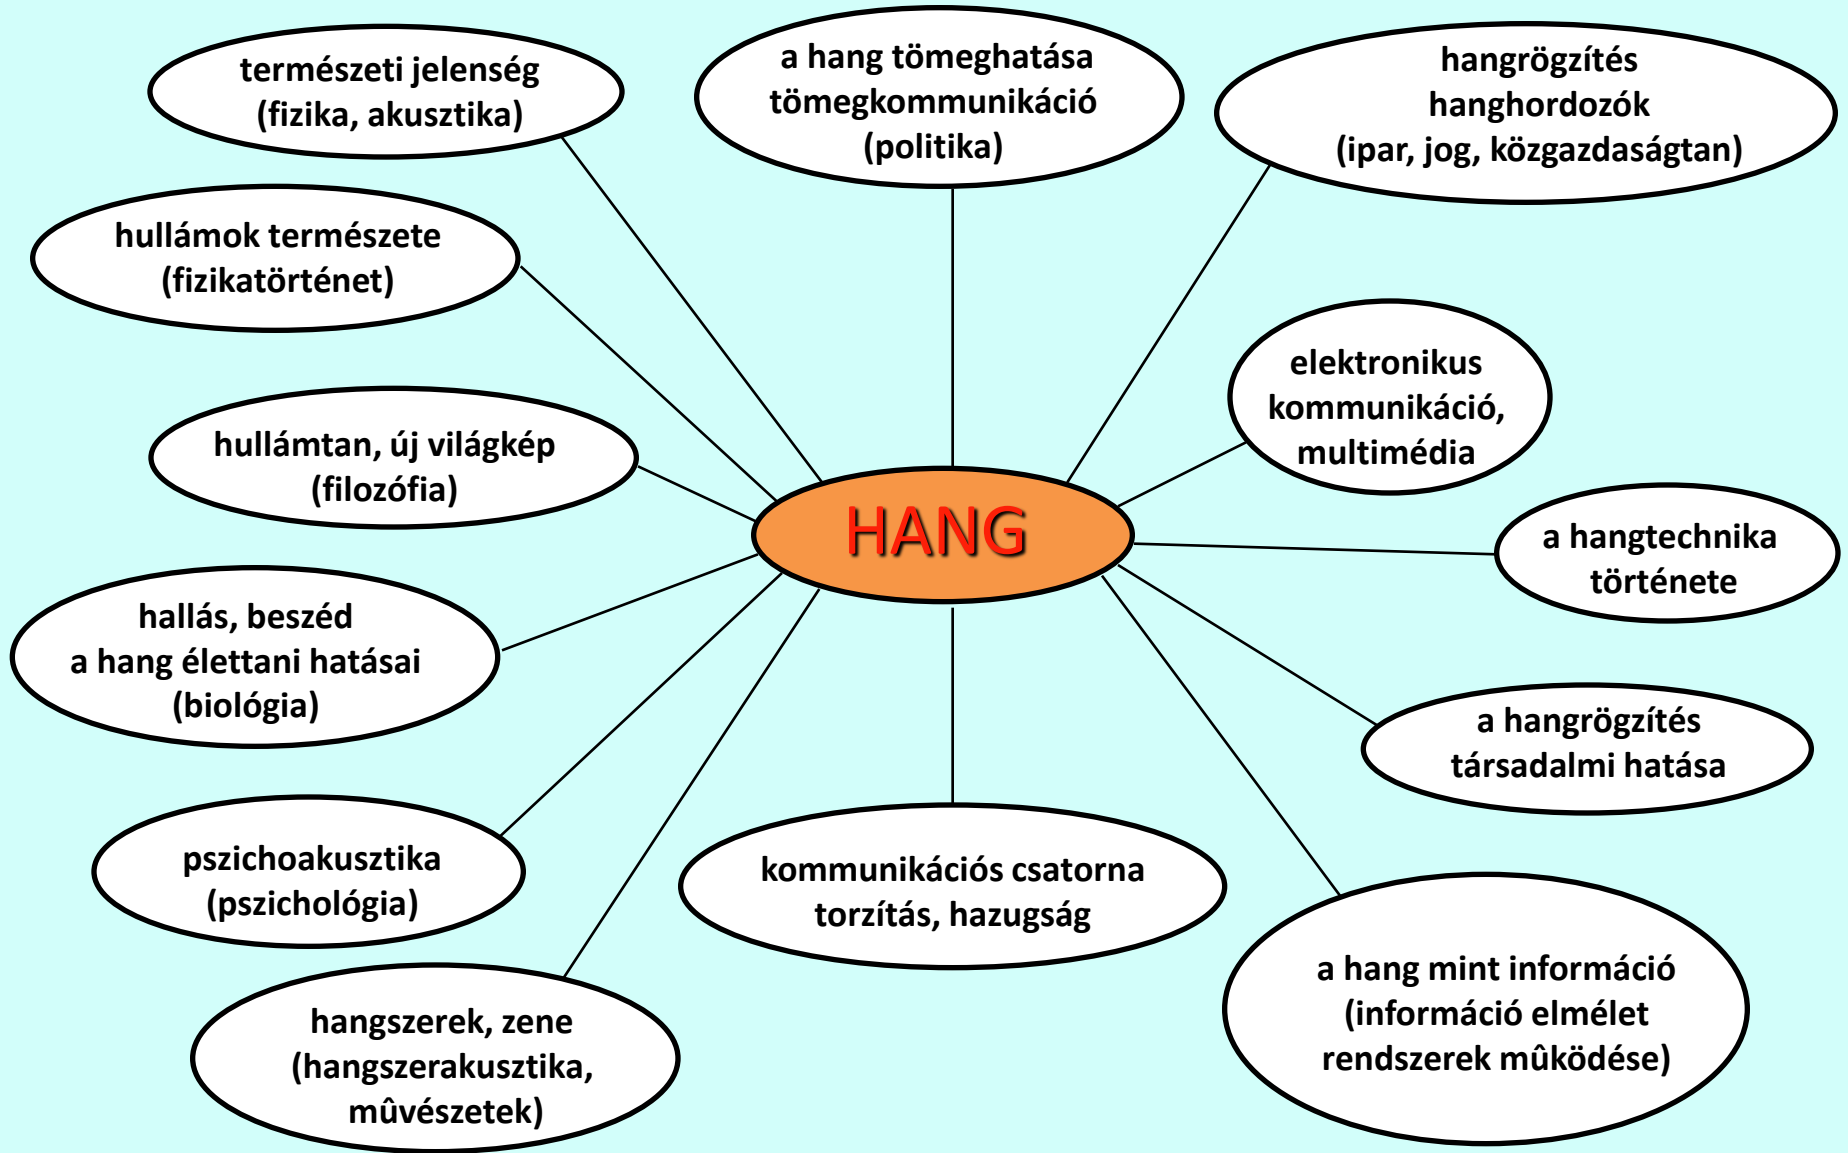 természeti jelenség
(fizika, akusztika)
a hang tömeghatása
tömegkommunikáció
(politika)
hangrögzítés
hanghordozók
(ipar, jog, közgazdaságtan)
hullámok természete
(fizikatörténet)
elektronikus
kommunikáció,
multimédia
hullámtan, új világkép
(filozófia)
HANG
a hangtechnika
története
hallás, beszéd
a hang élettani hatásai
(biológia)
a hangrögzítés
társadalmi hatása
pszichoakusztika
(pszichológia)
kommunikációs csatorna
torzítás, hazugság
a hang mint információ
(információ elmélet
rendszerek mûködése)
hangszerek, zene
(hangszerakusztika,
mûvészetek)